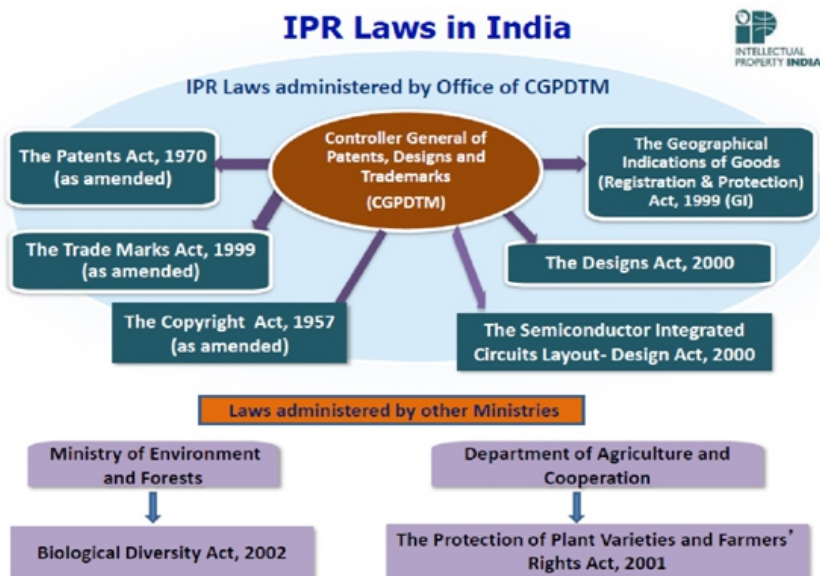 IPR Laws in India
INTELLECTUAL
PROPERTY INDIA
IPR Laws administered by Office of CGPDTM
The Patents Act, 1970
(as amended)
Controller General of
Patents, Designs and
Trademarks
(CGPDTM)
The Geographical
Indications of Goods
(Registration & Protection)
Act, 1999 (GI)
The Trade Marks Act, 1999
(as amended)
The Designs Act, 2000
The Copyright Act, 1957
(as amended)
The Semiconductor Integrated
Circuits Layout- Design Act, 2000
Laws administered by other Ministries
Ministry of Environment
and Forests
Department of Agriculture and
Cooperation
Biological Diversity Act, 2002
The Protection of Plant Varieties and Farmers'
Rights Act, 2001